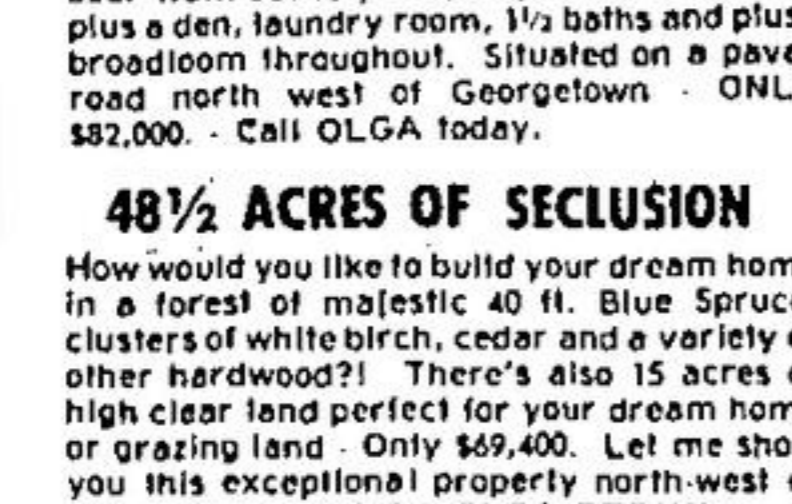 plus a den, laundry room, 1½ baths and plus
broadloom throughout. Situated on a pave
road north west of Georgetown - ONL
$82,000. - Call OLGA today.
48½ ACRES OF SECLUSION
How would you like to build your dream hom
in a forest of majestic 40 ft. Blue Spruc
clusters of white birch, cedar and a variety o
other hardwood?! There's also 15 acres o
high clear land perfect for your dream hom
or grazing land - Only $69,400. Let me sho
you this exceptional property north-west